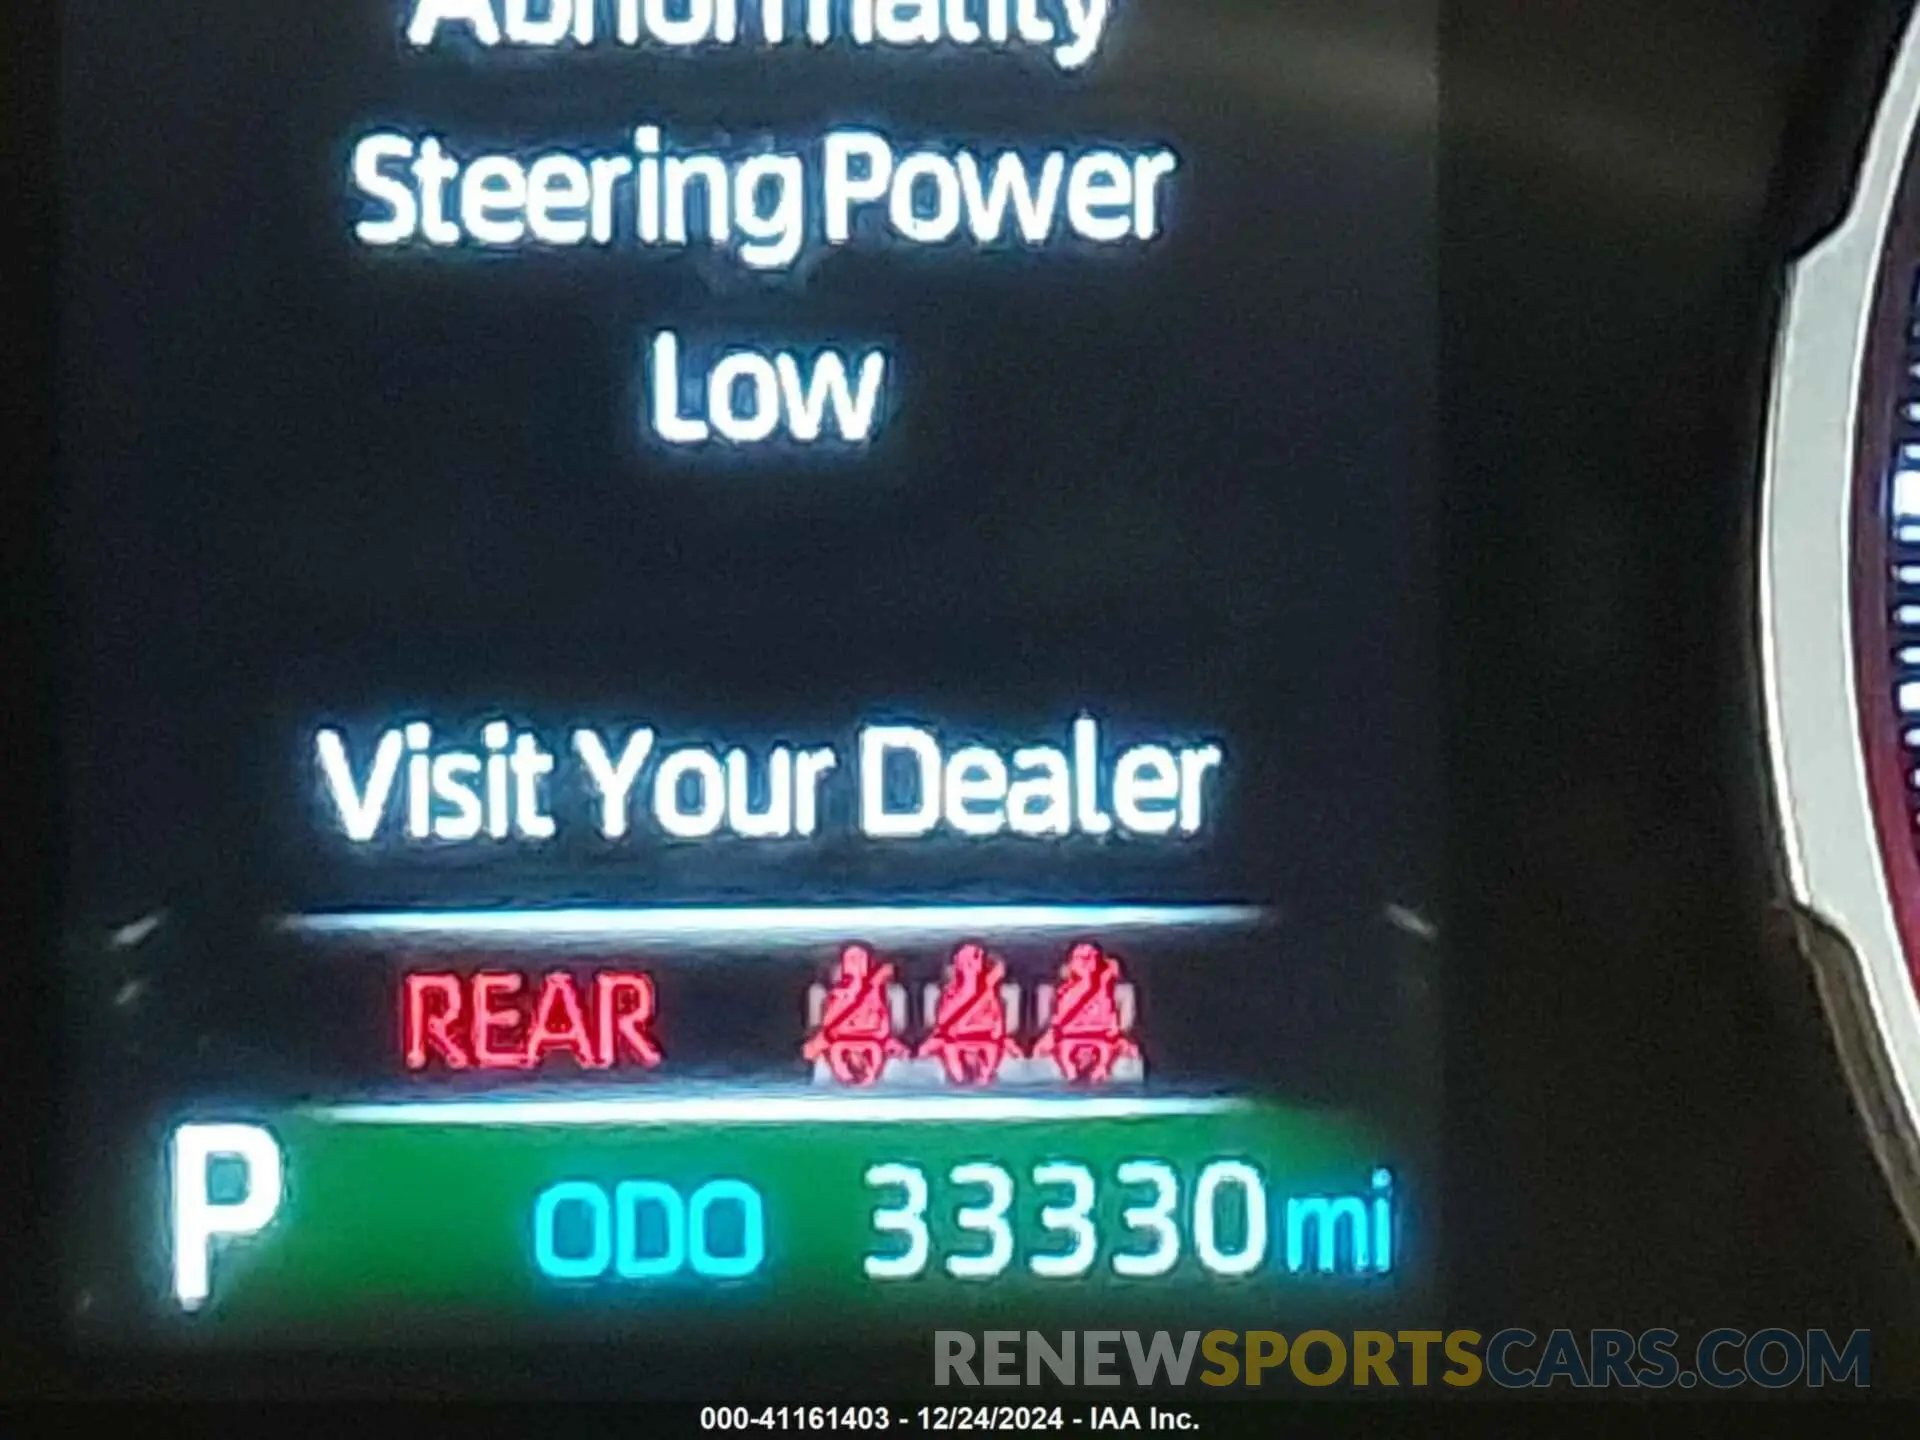 Abnormality
Steering Power
Low
Visit Your Dealer
REAR
P ODO 33330 mi
RENEWSPORTSCARS.COM
000-41161403 - 12/24/2024 - IAA Inc.